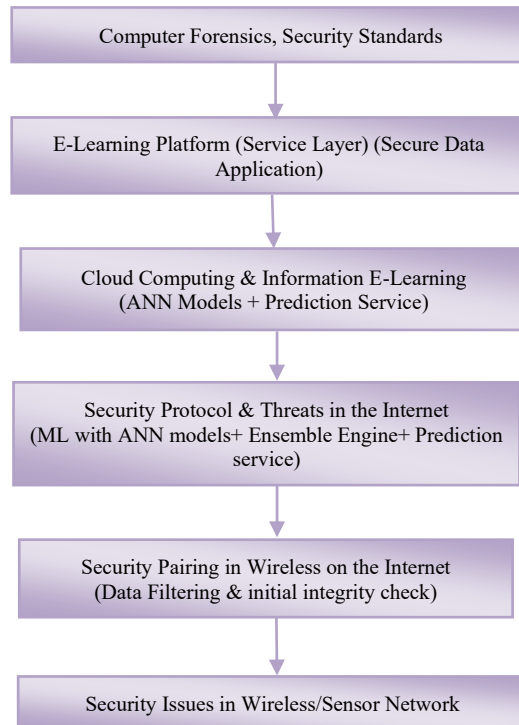 Computer Forensics, Security Standards
E-Learning Platform (Service Layer) (Secure Data
Application)
Cloud Computing & Information E-Learning
(ANN Models + Prediction Service)
Security Protocol & Threats in the Internet
(ML with ANN models+ Ensemble Engine+ Prediction
service)
Security Pairing in Wireless on the Internet
(Data Filtering & initial integrity check)
Security Issues in Wireless/Sensor Network